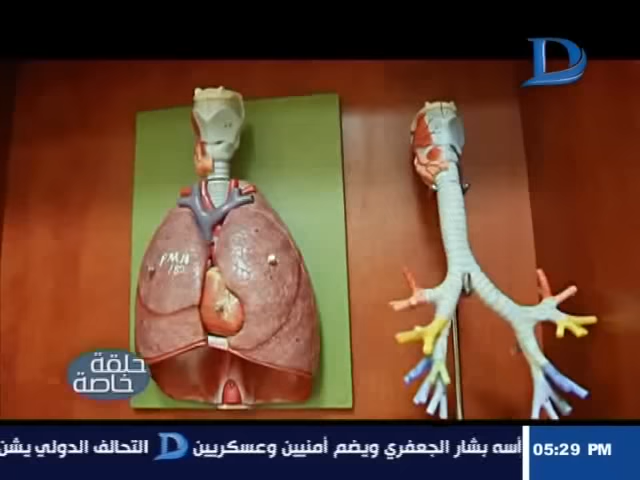 حلقة
خاصة
أسه بشار الجعفري ويضم أمنيين وعسكريين
التحالف الدولي يشن
05:29 PM